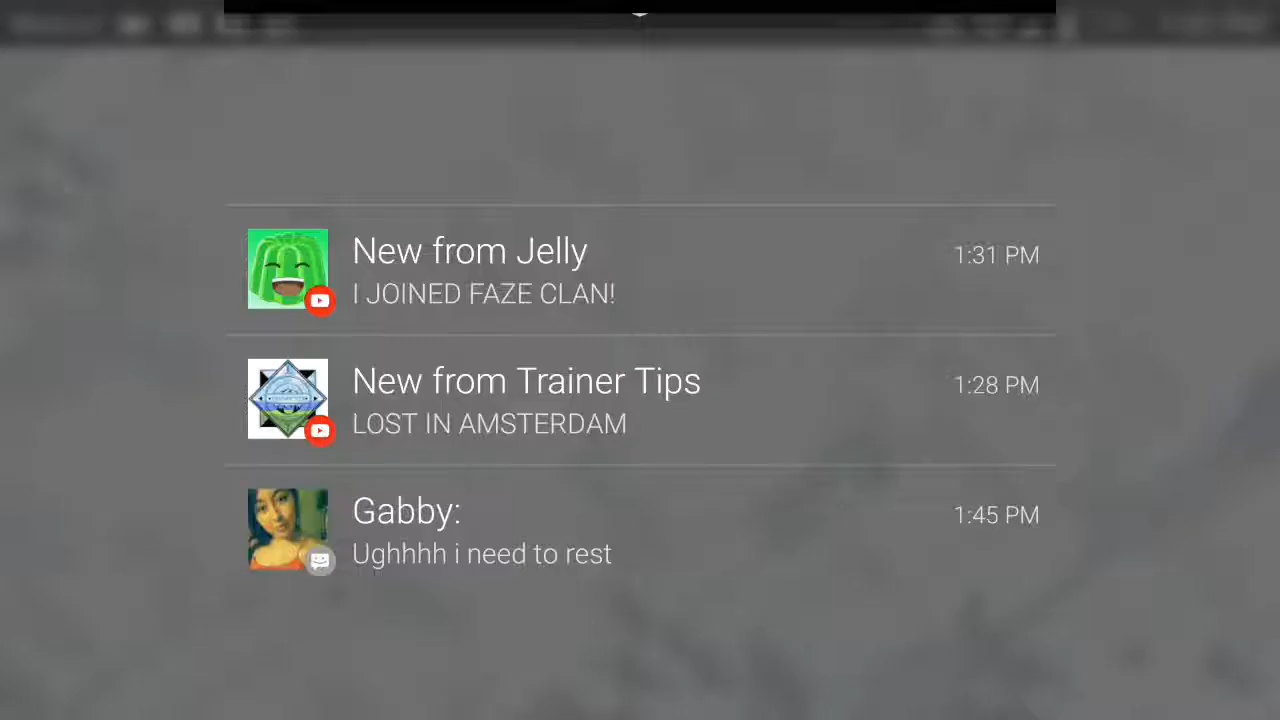 New from Jelly
1:31 PM
I JOINED FAZE CLAN!
New from Trainer Tips
1:28 PM
LOST IN AMSTERDAM
Gabby:
1:45 PM
Ughhhh i need to rest